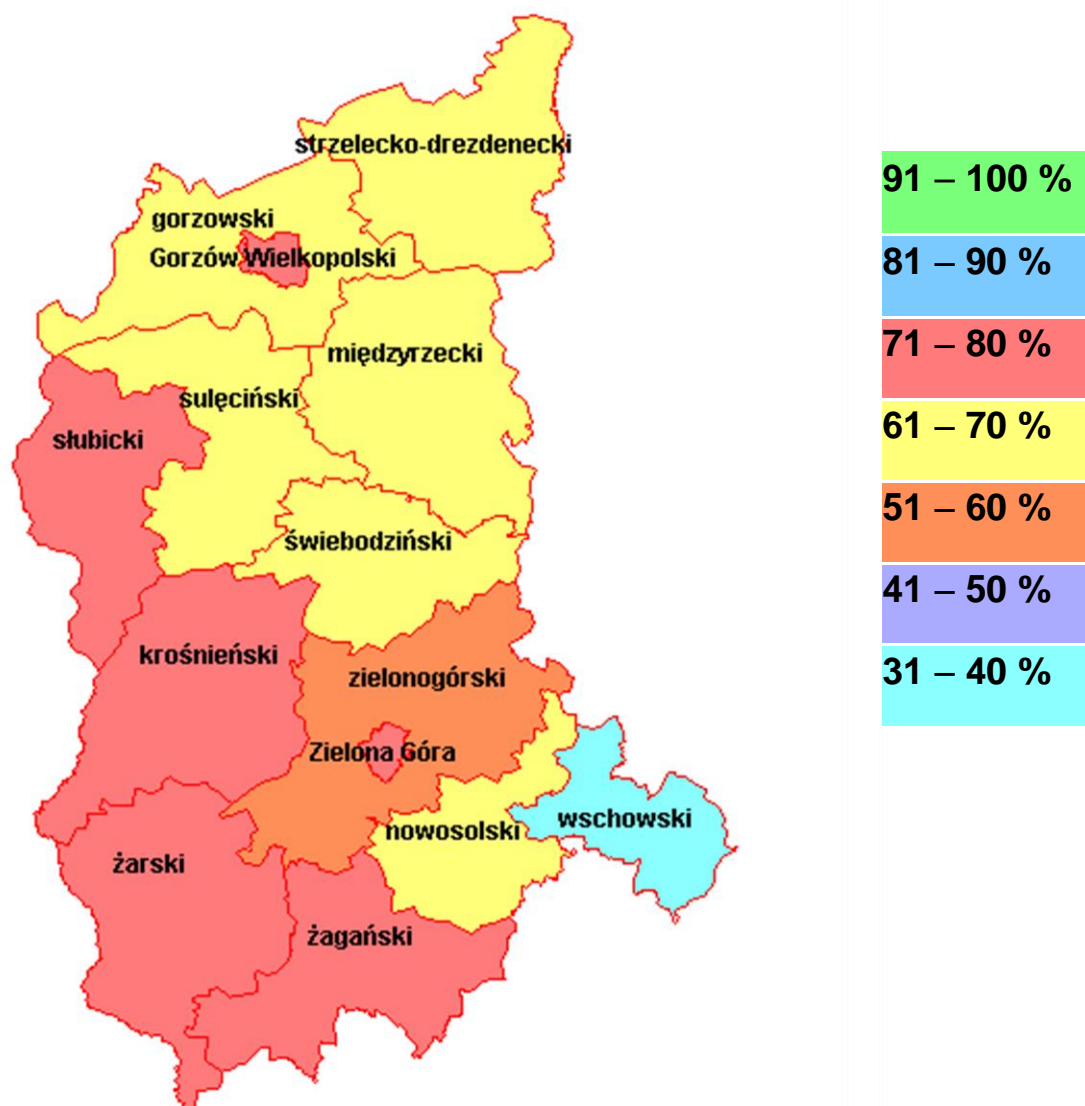 strzelecko-drezdenecki
gorzowski
Gorzów Wielkopolski
międzyrzecki
sulęciński
słubicki
świebodziński
krośnieński
zielonogórski
Zielona Góra
nowosolski
wschowski
żarski
żagański
91 – 100 %
81 – 90 %
71 – 80 %
61 – 70 %
51 – 60 %
41 – 50 %
31 – 40 %